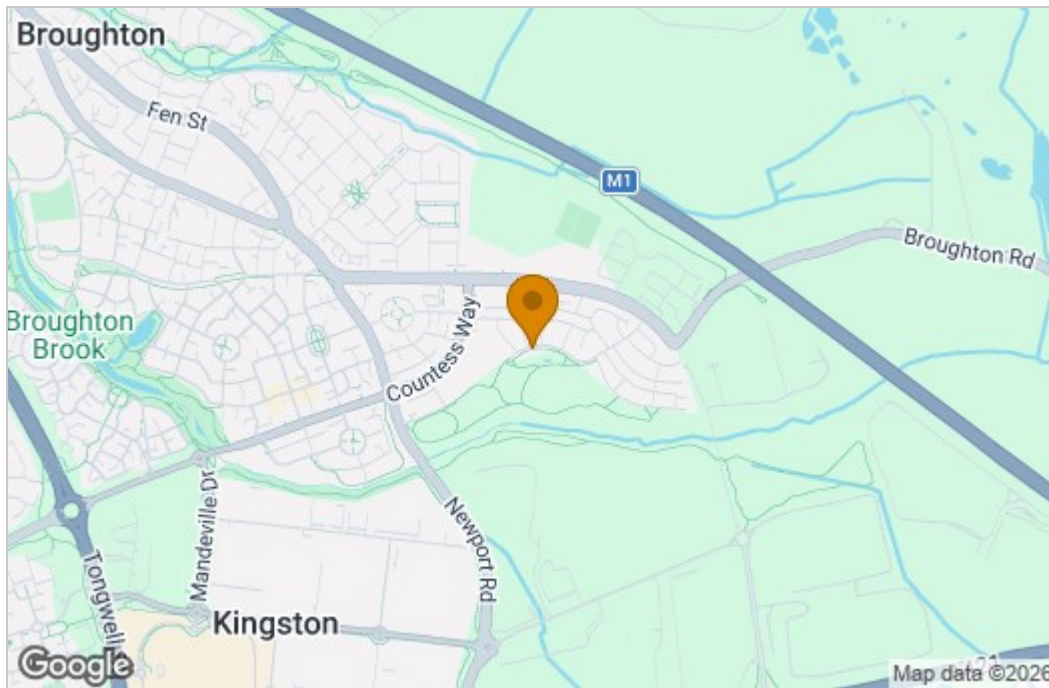 Broughton
Fen St
M1
Broughton Rd
Broughton
Brook
Countess Way
Mandeville Dr
Newport Rd
Tongwell
Kingston
Google
Map data ©2026